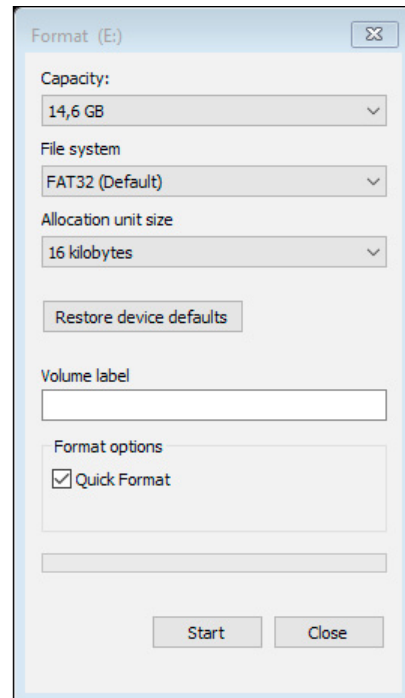 Format (E:)
Capacity:
14,6 GB
File system
FAT32 (Default)
Allocation unit size
16 kilobytes
Restore device defaults
Volume label
Format options
Quick Format
Start Close